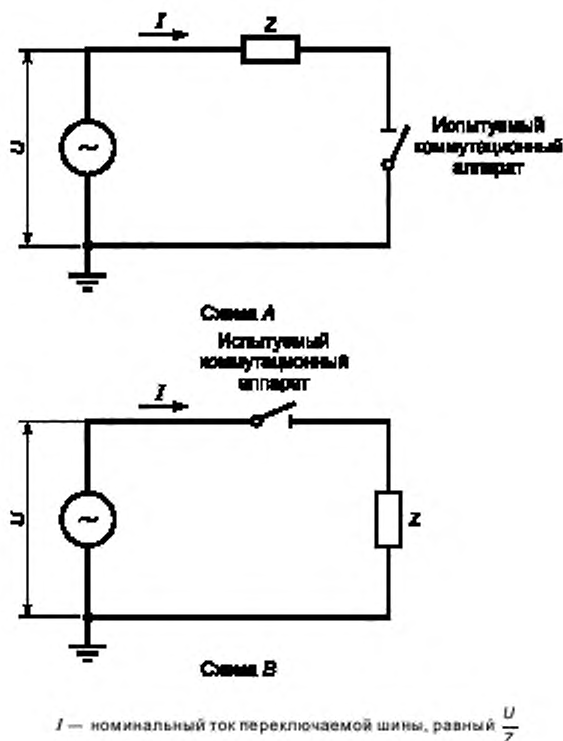 I
Z
U
~
Испытуемый
коммутационный
аппарат
Схема A
Испытуемый
коммутационный
аппарат
I
U
~
Z
Схема B
I — номинальный ток переключаемой шины, равный U/Z